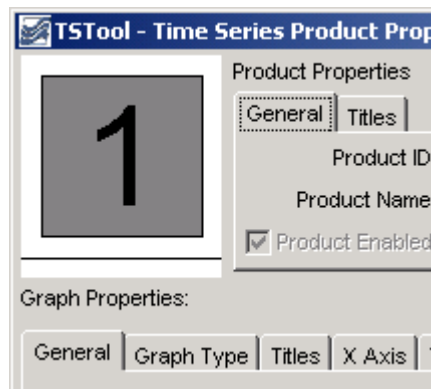 TSTool - Time Series Product Prop
1
Product Properties
General Titles
Product ID
Product Name
Product Enabled
Graph Properties:
General Graph Type Titles X Axis